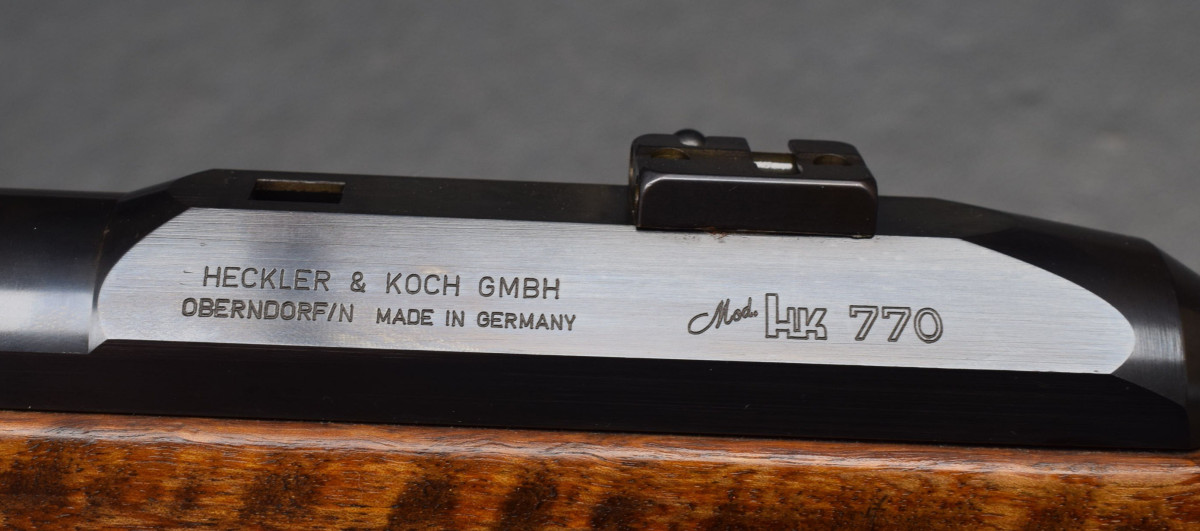 HECKLER & KOCH GMBH
OBERNDORF/N MADE IN GERMANY
Mod. HK 770